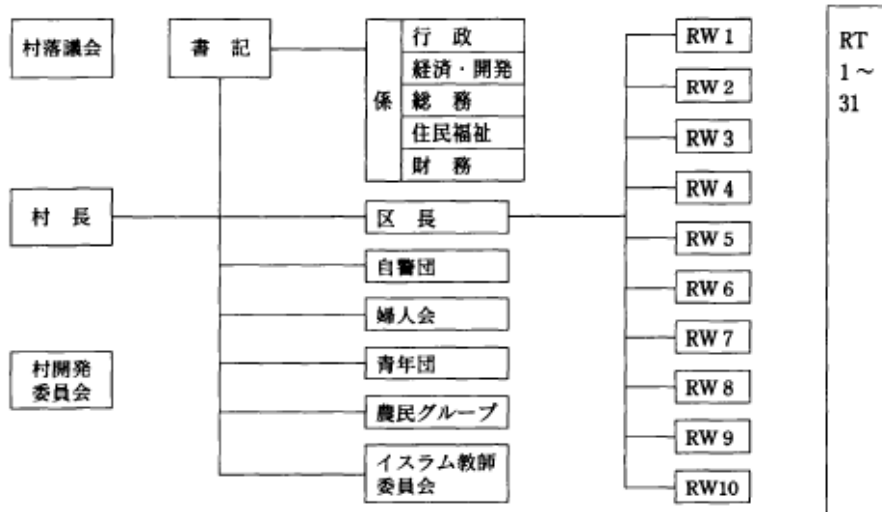 村落議会
書 記
係
行 政
経済・開発
総 務
住民福祉
財 務
村 長
区 長
自警団
婦人会
青年団
農民グループ
イスラム教師
委員会
村開発
委員会
RW 1
RW 2
RW 3
RW 4
RW 5
RW 6
RW 7
RW 8
RW 9
RW10
RT
1～
31